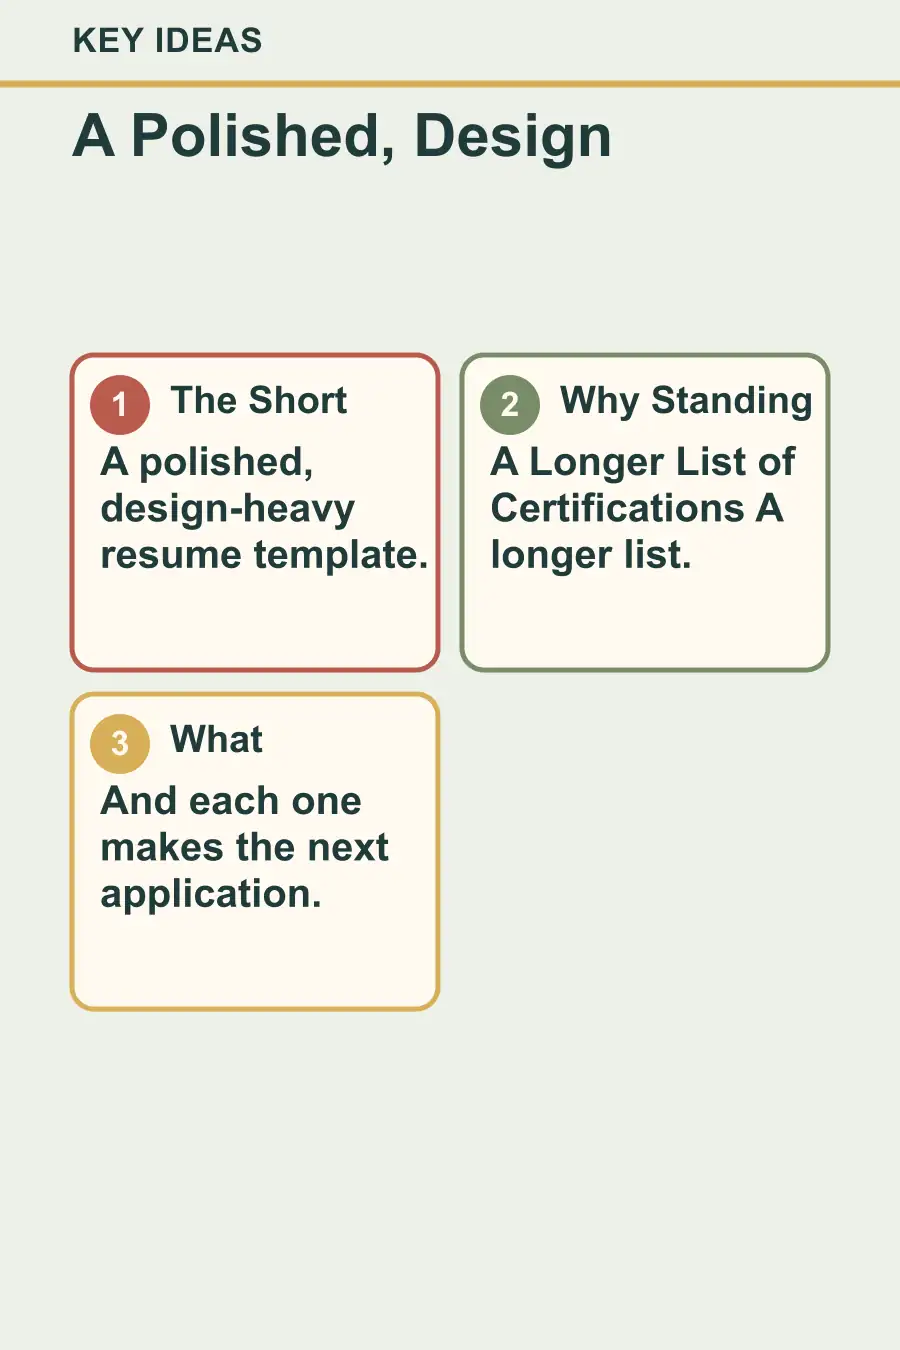 KEY IDEAS
A Polished, Design
1 The Short
A polished,
design-heavy
resume template.
2 Why Standing
A Longer List of
Certifications A
longer list.
3 What
And each one
makes the next
application.